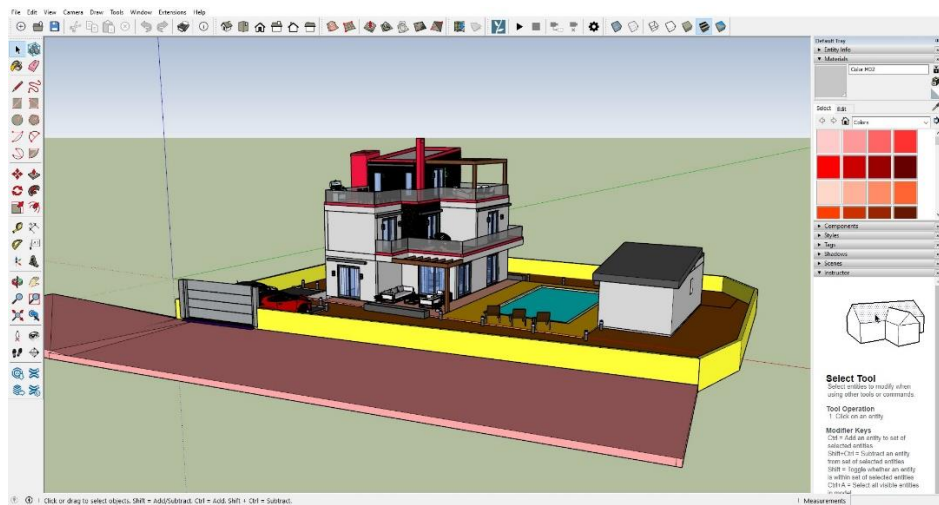 File Edit View Camera Draw Tools Window Extensions Help
Default Tray
Entity Info
Materials
Color M02
Select Edit
Colors
Components
Styles
Tags
Shadows
Scenes
Instructor
Select Tool
Select entities to modify when
using other tools or commands.
Tool Operation
1. Click on an entity.
Modifier Keys
Ctrl = Add an entity to set of
selected entities
Shift+Ctrl = Subtract an entity
from set of selected entities
Shift = Toggle whether an entity
is within set of selected entities
Ctrl+A = Select all visible entities
in model
Click or drag to select objects. Shift = Add/Subtract. Ctrl = Add. Shift + Ctrl = Subtract.
Measurements